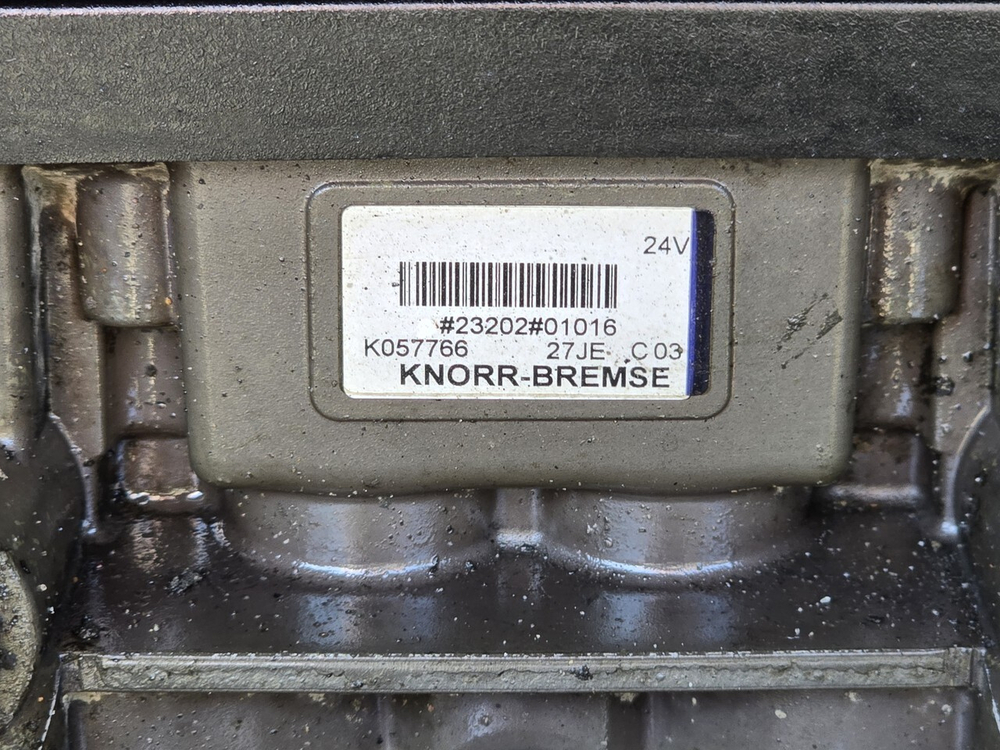 24V
#23202#01016
K057766 27JE C 03
KNORR-BREMSE